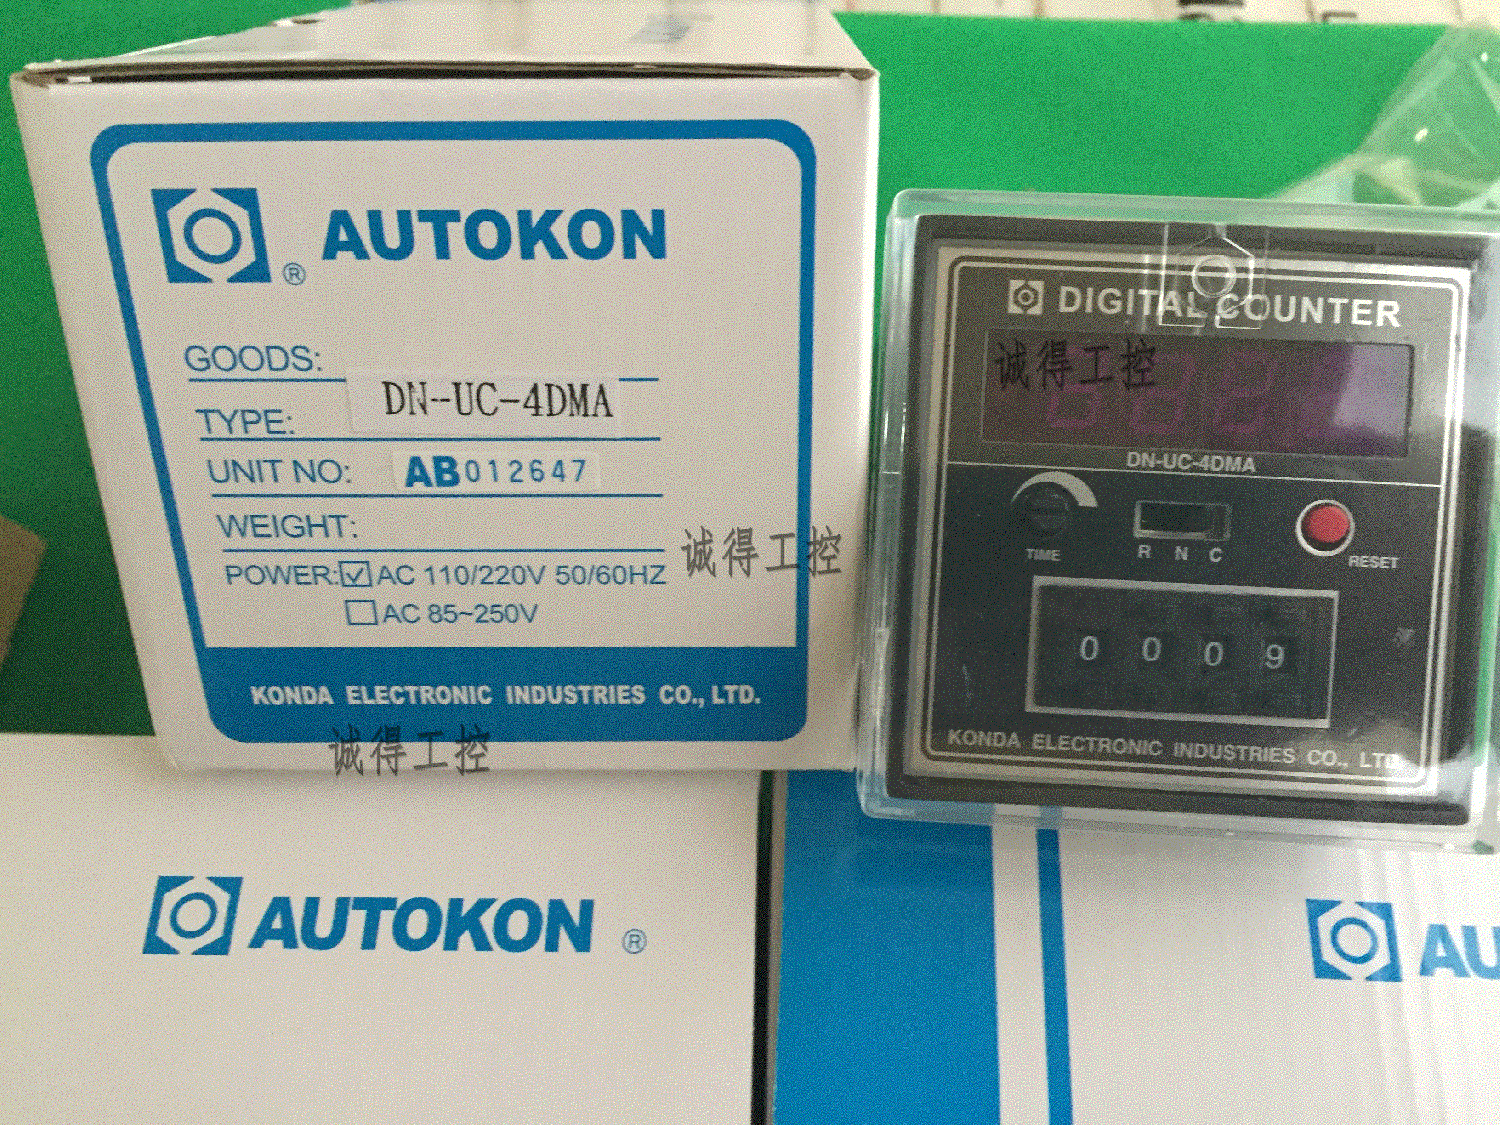 ® AUTOKON
GOODS:
TYPE: DN-UC-4DMA
UNIT NO: AB012647
WEIGHT:
POWER: AC 110/220V 50/60HZ
AC 85~250V
KONDA ELECTRONIC INDUSTRIES CO., LTD.
诚得工控
诚得工控
DIGITAL COUNTER
诚得工控
DN-UC-4DMA
TIME
R N C
RESET
0 0 0 9
KONDA ELECTRONIC INDUSTRIES CO., LTD.
AUTOKON ®
AU